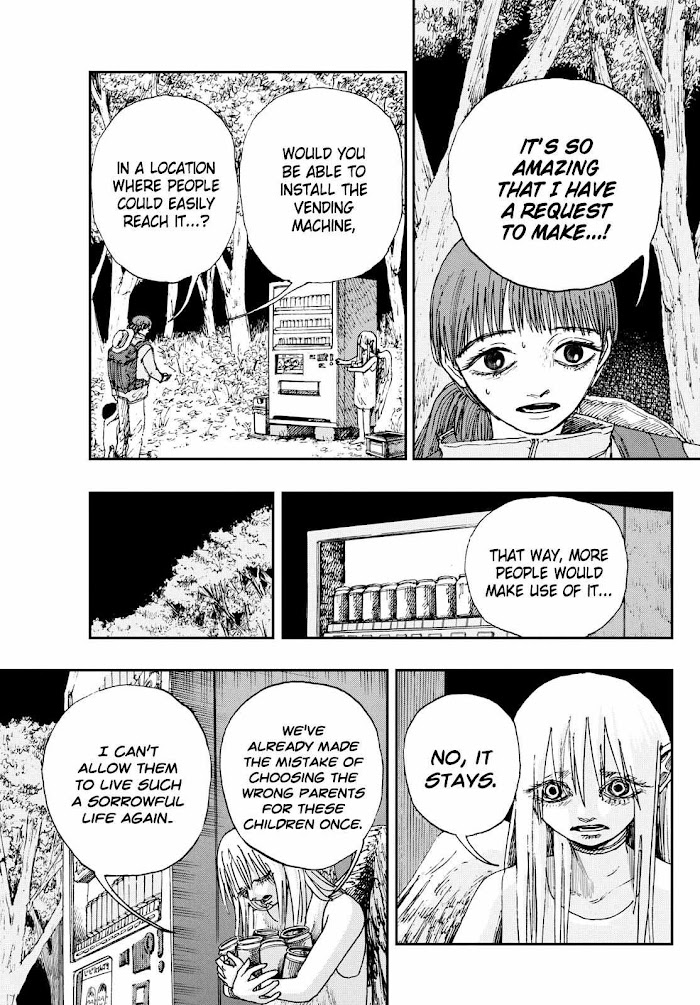 IT'S SO
AMAZING
THAT I HAVE
A REQUEST
TO MAKE...!
WOULD YOU
BE ABLE TO
INSTALL THE
VENDING
MACHINE,
IN A LOCATION
WHERE PEOPLE
COULD EASILY
REACH IT...?
THAT WAY, MORE
PEOPLE WOULD
MAKE USE OF IT...
NO, IT
STAYS.
WE'VE
ALREADY MADE
THE MISTAKE OF
CHOOSING THE
WRONG PARENTS
FOR THESE
CHILDREN ONCE.
I CAN'T
ALLOW THEM
TO LIVE SUCH
A SORROWFUL
LIFE AGAIN.